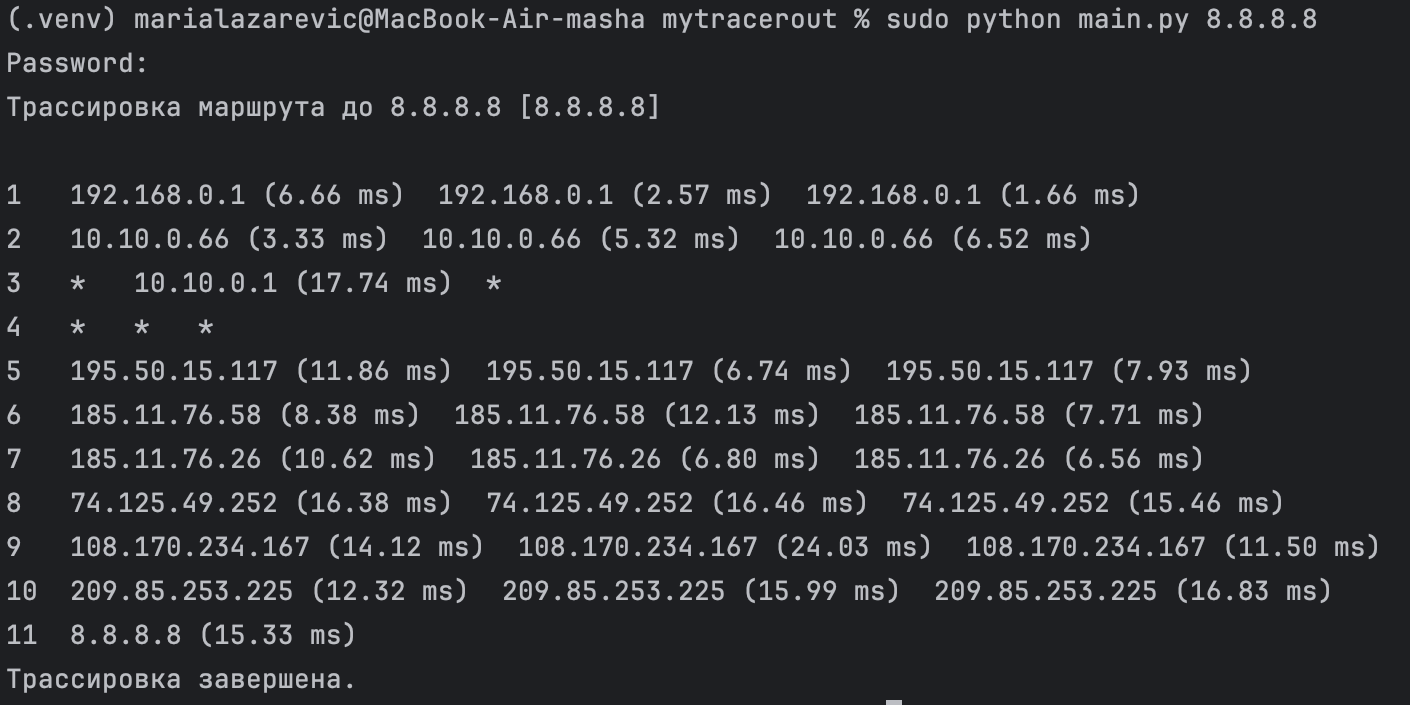 (.venv) marialazarevic@MacBook-Air-masha mytracerout % sudo python main.py 8.8.8.8
Password:
Трассировка маршрута до 8.8.8.8 [8.8.8.8]
1   192.168.0.1 (6.66 ms)  192.168.0.1 (2.57 ms)  192.168.0.1 (1.66 ms)
2   10.10.0.66 (3.33 ms)  10.10.0.66 (5.32 ms)  10.10.0.66 (6.52 ms)
3   *   10.10.0.1 (17.74 ms)  *
4   *   *   *
5   195.50.15.117 (11.86 ms)  195.50.15.117 (6.74 ms)  195.50.15.117 (7.93 ms)
6   185.11.76.58 (8.38 ms)  185.11.76.58 (12.13 ms)  185.11.76.58 (7.71 ms)
7   185.11.76.26 (10.62 ms)  185.11.76.26 (6.80 ms)  185.11.76.26 (6.56 ms)
8   74.125.49.252 (16.38 ms)  74.125.49.252 (16.46 ms)  74.125.49.252 (15.46 ms)
9   108.170.234.167 (14.12 ms)  108.170.234.167 (24.03 ms)  108.170.234.167 (11.50 ms)
10  209.85.253.225 (12.32 ms)  209.85.253.225 (15.99 ms)  209.85.253.225 (16.83 ms)
11  8.8.8.8 (15.33 ms)
Трассировка завершена.